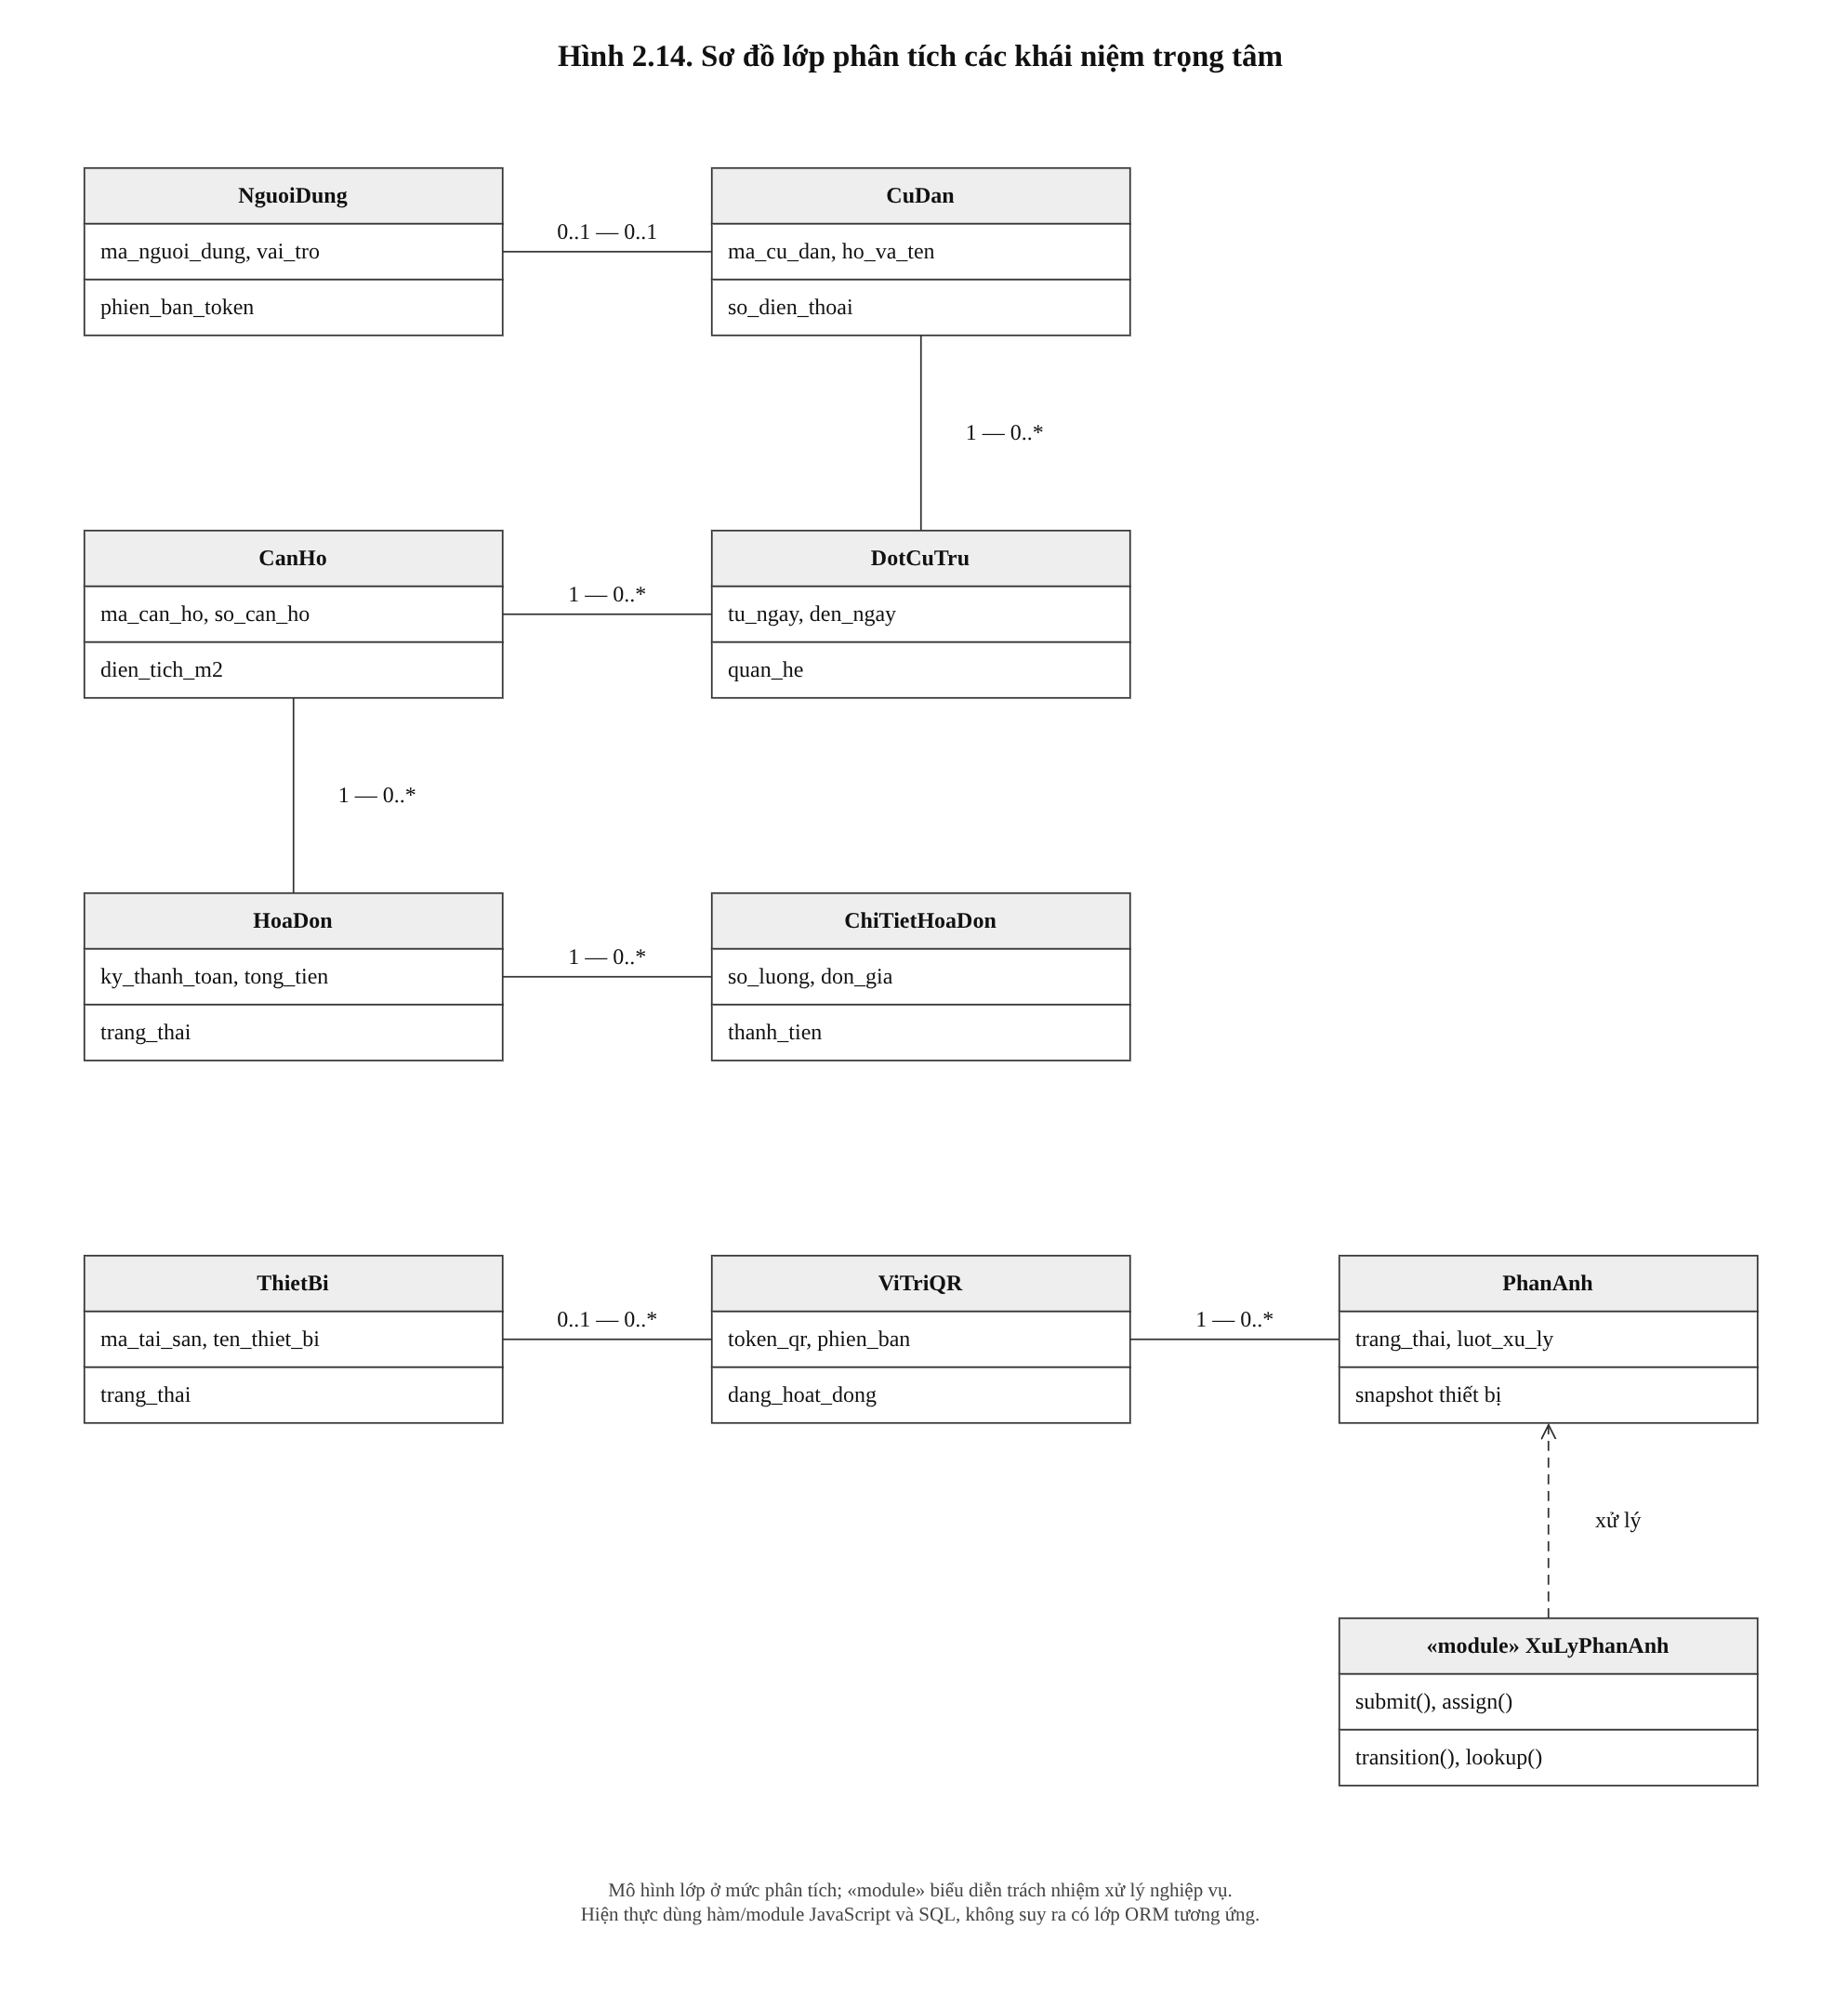 Hình 2.14. Sơ đồ lớp phân tích các khái niệm trọng tâm
NguoiDung
ma_nguoi_dung, vai_tro
phien_ban_token
0..1 — 0..1
CuDan
ma_cu_dan, ho_va_ten
so_dien_thoai
1 — 0..*
CanHo
ma_can_ho, so_can_ho
dien_tich_m2
1 — 0..*
DotCuTru
tu_ngay, den_ngay
quan_he
1 — 0..*
HoaDon
ky_thanh_toan, tong_tien
trang_thai
1 — 0..*
ChiTietHoaDon
so_luong, don_gia
thanh_tien
ThietBi
ma_tai_san, ten_thiet_bi
trang_thai
0..1 — 0..*
ViTriQR
token_qr, phien_ban
dang_hoat_dong
1 — 0..*
PhanAnh
trang_thai, luot_xu_ly
snapshot thiết bị
xử lý
«module» XuLyPhanAnh
submit(), assign()
transition(), lookup()
Mô hình lớp ở mức phân tích; «module» biểu diễn trách nhiệm xử lý nghiệp vụ.
Hiện thực dùng hàm/module JavaScript và SQL, không suy ra có lớp ORM tương ứng.